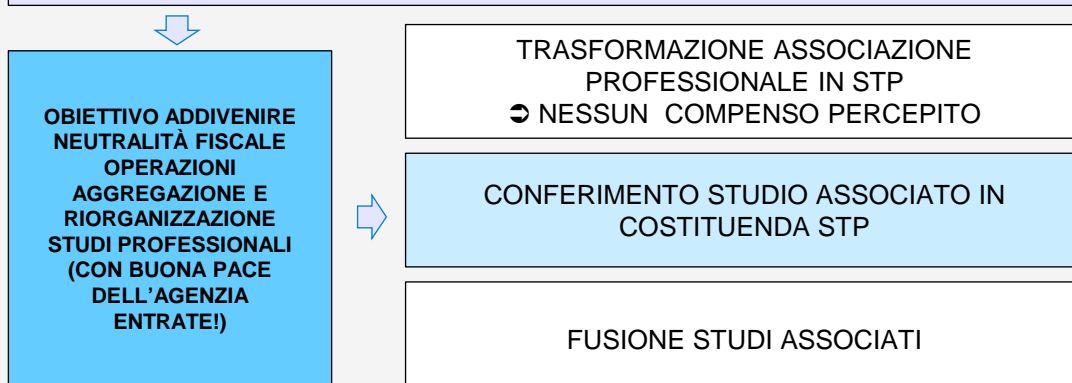 OBIETTIVO ADDIVENIRE
NEUTRALITÀ FISCALE
OPERAZIONI
AGGREGAZIONE E
RIORGANIZZAZIONE
STUDI PROFESSIONALI
(CON BUONA PACE
DELL'AGENZIA
ENTRATE!)
TRASFORMAZIONE ASSOCIAZIONE
PROFESSIONALE IN STP
➲ NESSUN COMPENSO PERCEPITO
CONFERIMENTO STUDIO ASSOCIATO IN
COSTITUENDA STP
FUSIONE STUDI ASSOCIATI